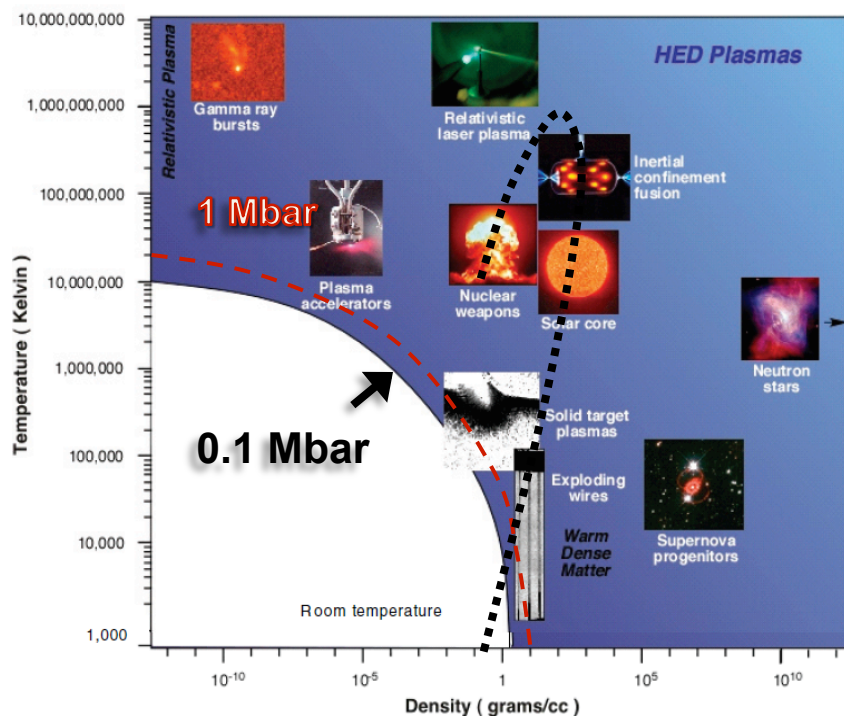 10,000,000,000
1,000,000,000
100,000,000
10,000,000
1,000,000
100,000
10,000
1,000
Temperature ( Kelvin )
Relativistic Plasma
HED Plasmas
Gamma ray
bursts
Relativistic
laser plasma
Inertial
confinement
fusion
1 Mbar
Plasma
accelerators
Nuclear
weapons
Solar core
Neutron
stars
0.1 Mbar
Solid target
plasmas
Exploding
wires
Warm
Dense
Matter
Supernova
progenitors
Room temperature
10-10
10-5
1
105
1010
Density ( grams/cc )